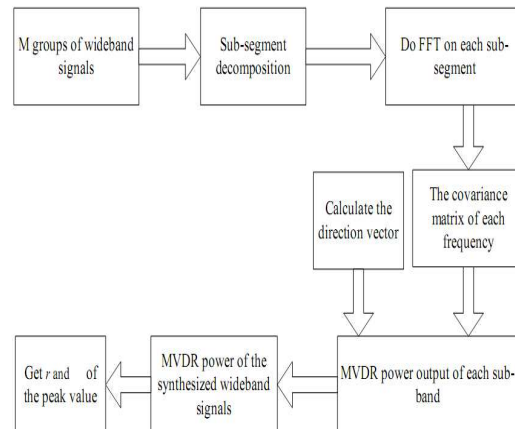 M groups of wideband
signals
Sub-segment
decomposition
Do FFT on each sub-
segment
Calculate the
direction vector
The covariance
matrix of each
frequency
Get r and of
the peak value
MVDR power of the
synthesized wideband
signals
MVDR power output of each sub-
band